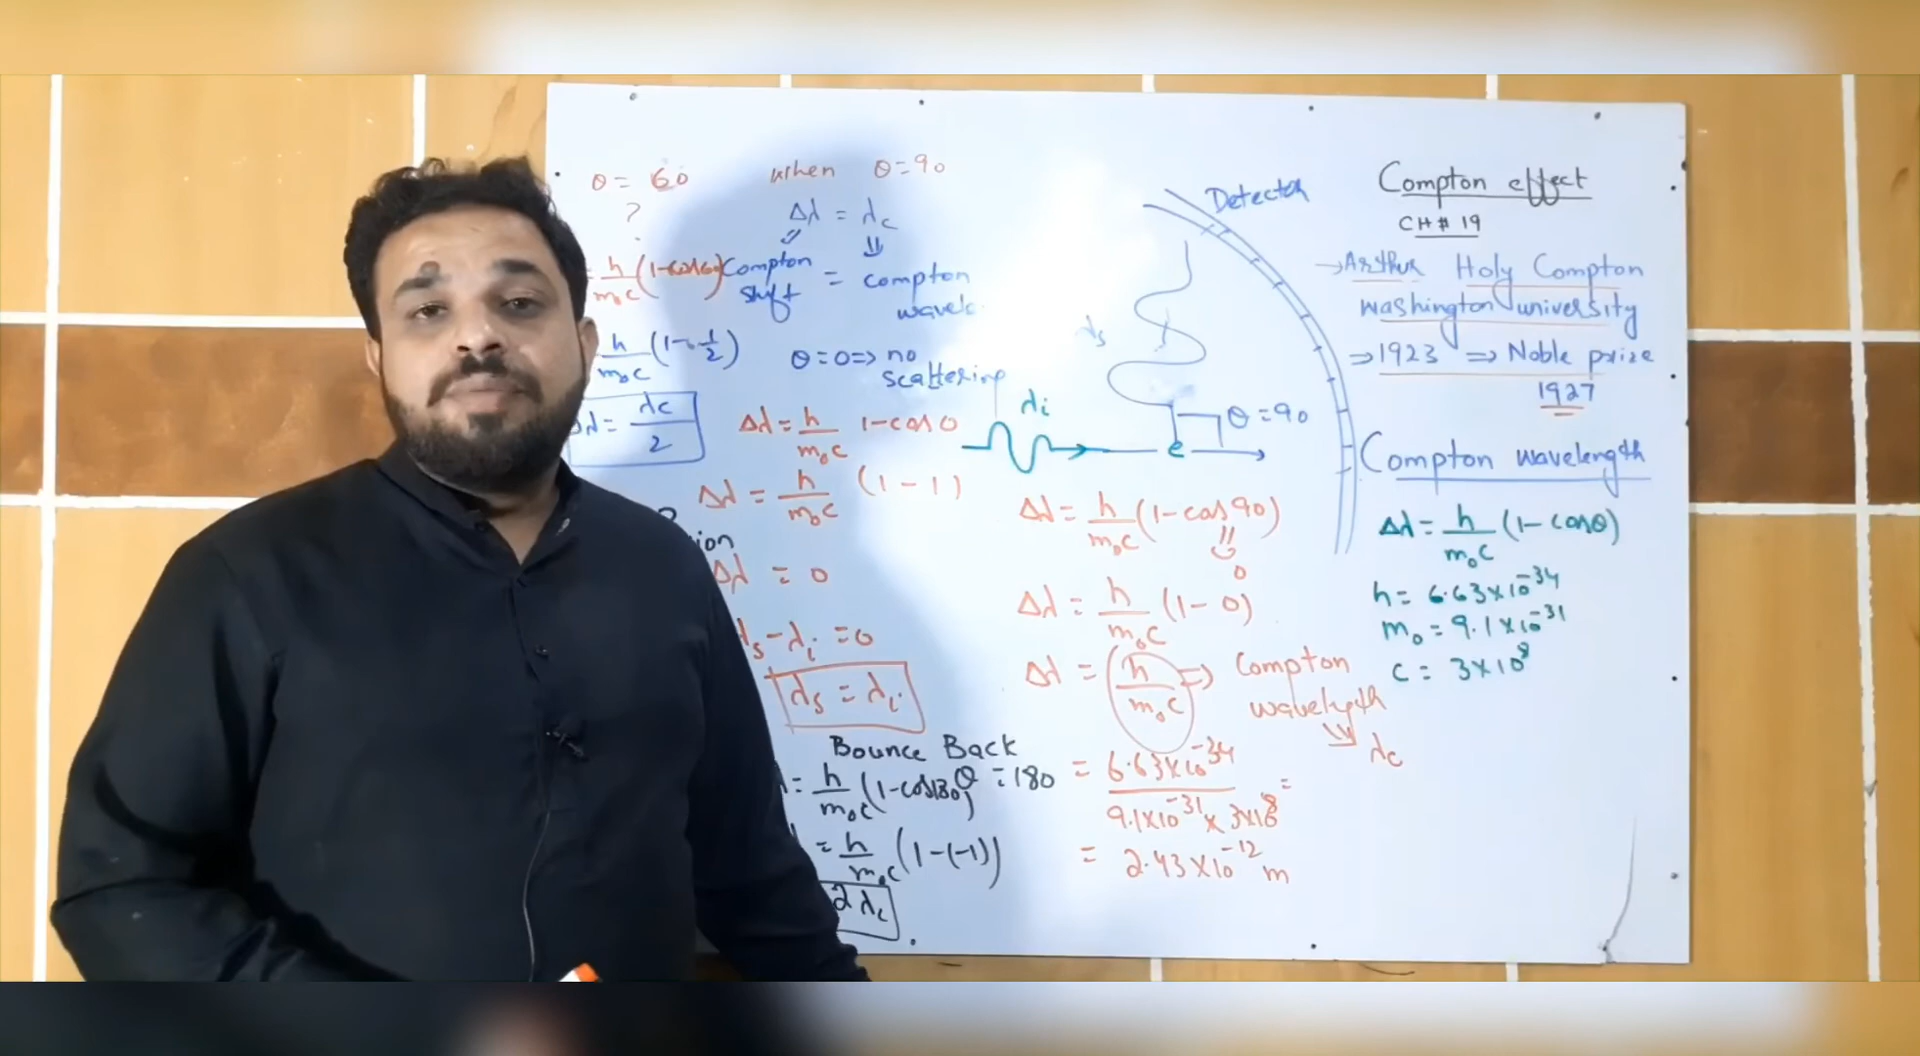 θ = 60
?
h/m₀c (1-cos60)
h/m₀c (1-1/2)
Δλ = λc/2
when θ=90
Δλ = λc
Compton shift = compton
θ=0 => no
scattering
Δλ = h/m₀c 1-cos0
Δλ = h/m₀c (1-1)
Δλ = 0
λs - λi = 0
λs = λi
Bounce Back
θ = 180
= h/m₀c (1-cos180)
= h/m₀c (1-(-1))
2λc
Detector
λs
λi
θ=90
e
Δλ = h/m₀c (1-cos90)
0
Δλ = h/m₀c (1-0)
Δλ = h/m₀c => Compton
wavelength
λc
= 6.63×10⁻³⁴ / 9.1×10⁻³¹ × 3×10⁸ =
= 2.43×10⁻¹² m
Compton effect
CH# 19
→ Arthur Holy Compton
washington university
⇒ 1923 ⇒ Noble prize
1927
Compton wavelength
Δλ = h/m₀c (1-cosθ)
h = 6.63×10⁻³⁴
m₀ = 9.1×10⁻³¹
c = 3×10⁸